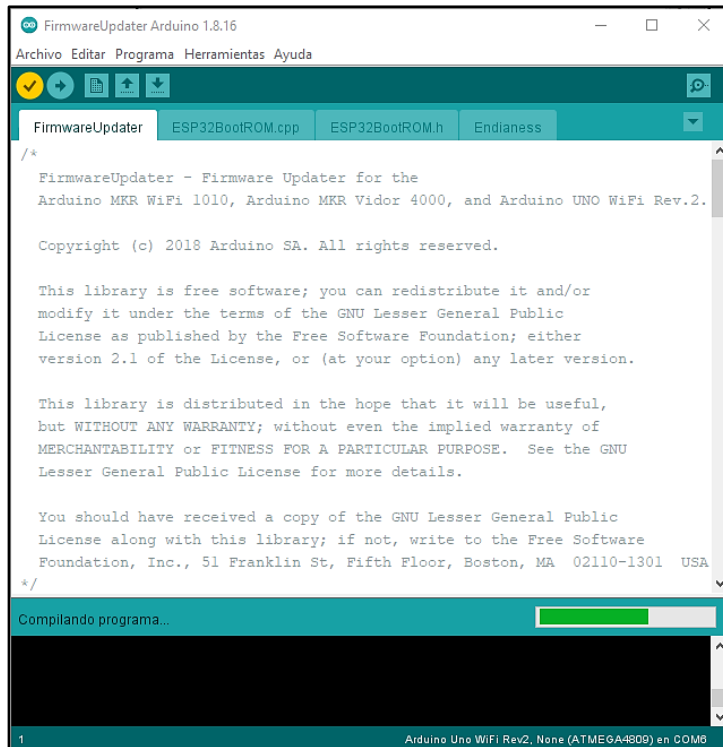 FirmwareUpdater Arduino 1.8.16
Archivo Editar Programa Herramientas Ayuda
FirmwareUpdater ESP32BootROM.cpp ESP32BootROM.h Endianess
/*
FirmwareUpdater - Firmware Updater for the
Arduino MKR WiFi 1010, Arduino MKR Vidor 4000, and Arduino UNO WiFi Rev.2.
Copyright (c) 2018 Arduino SA. All rights reserved.
This library is free software; you can redistribute it and/or
modify it under the terms of the GNU Lesser General Public
License as published by the Free Software Foundation; either
version 2.1 of the License, or (at your option) any later version.
This library is distributed in the hope that it will be useful,
but WITHOUT ANY WARRANTY; without even the implied warranty of
MERCHANTABILITY or FITNESS FOR A PARTICULAR PURPOSE. See the GNU
Lesser General Public License for more details.
You should have received a copy of the GNU Lesser General Public
License along with this library; if not, write to the Free Software
Foundation, Inc., 51 Franklin St, Fifth Floor, Boston, MA 02110-1301 USA
*/
Compilando programa...
1 Arduino Uno WiFi Rev2, None (ATMEGA4809) en COM6